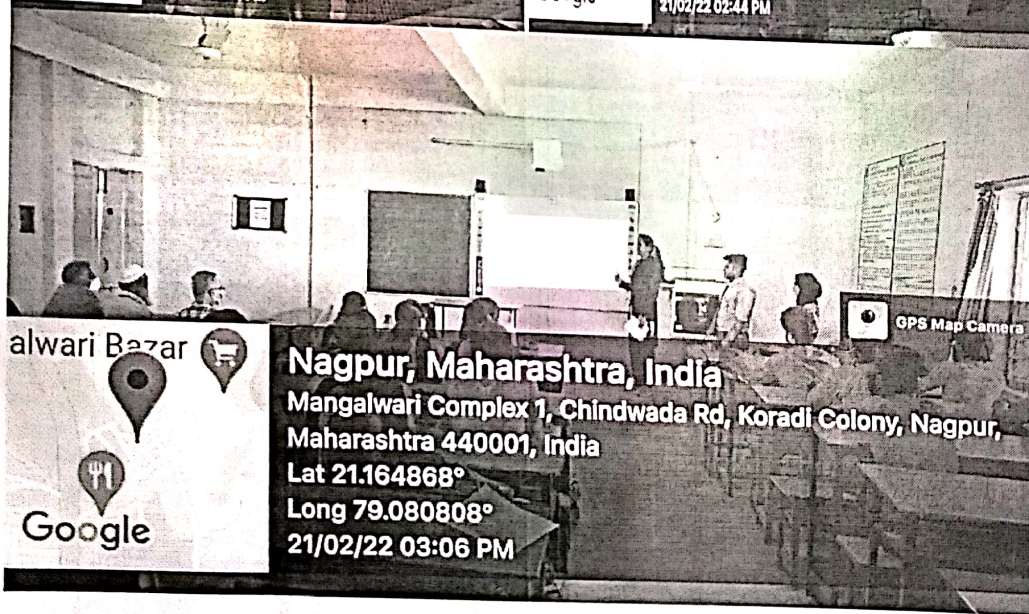 21/02/22 02:44 PM
GPS Map Camera
alwari Bazar
Nagpur, Maharashtra, India
Mangalwari Complex 1, Chindwada Rd, Koradi Colony, Nagpur,
Maharashtra 440001, India
Lat 21.164868°
Long 79.080808°
21/02/22 03:06 PM
Google